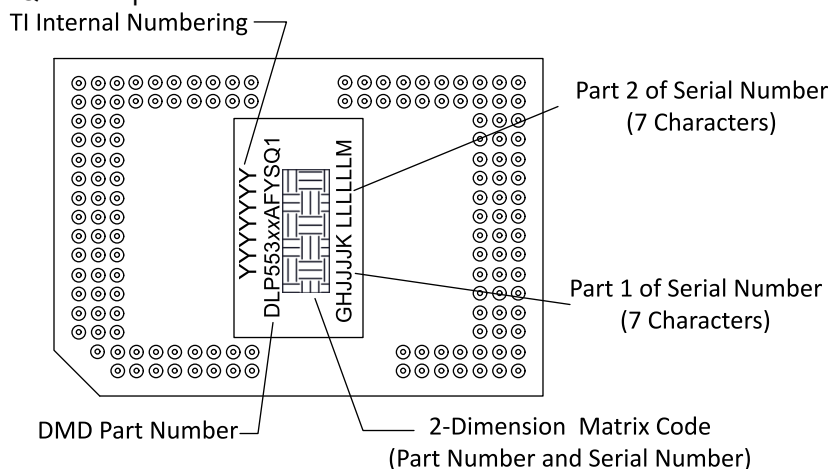 TI Internal Numbering
Part 2 of Serial Number
(7 Characters)
YYYYYYYY
DLP553xxAFYSQ1
GHJJJJK LLLLLLM
Part 1 of Serial Number
(7 Characters)
DMD Part Number
2-Dimension Matrix Code
(Part Number and Serial Number)